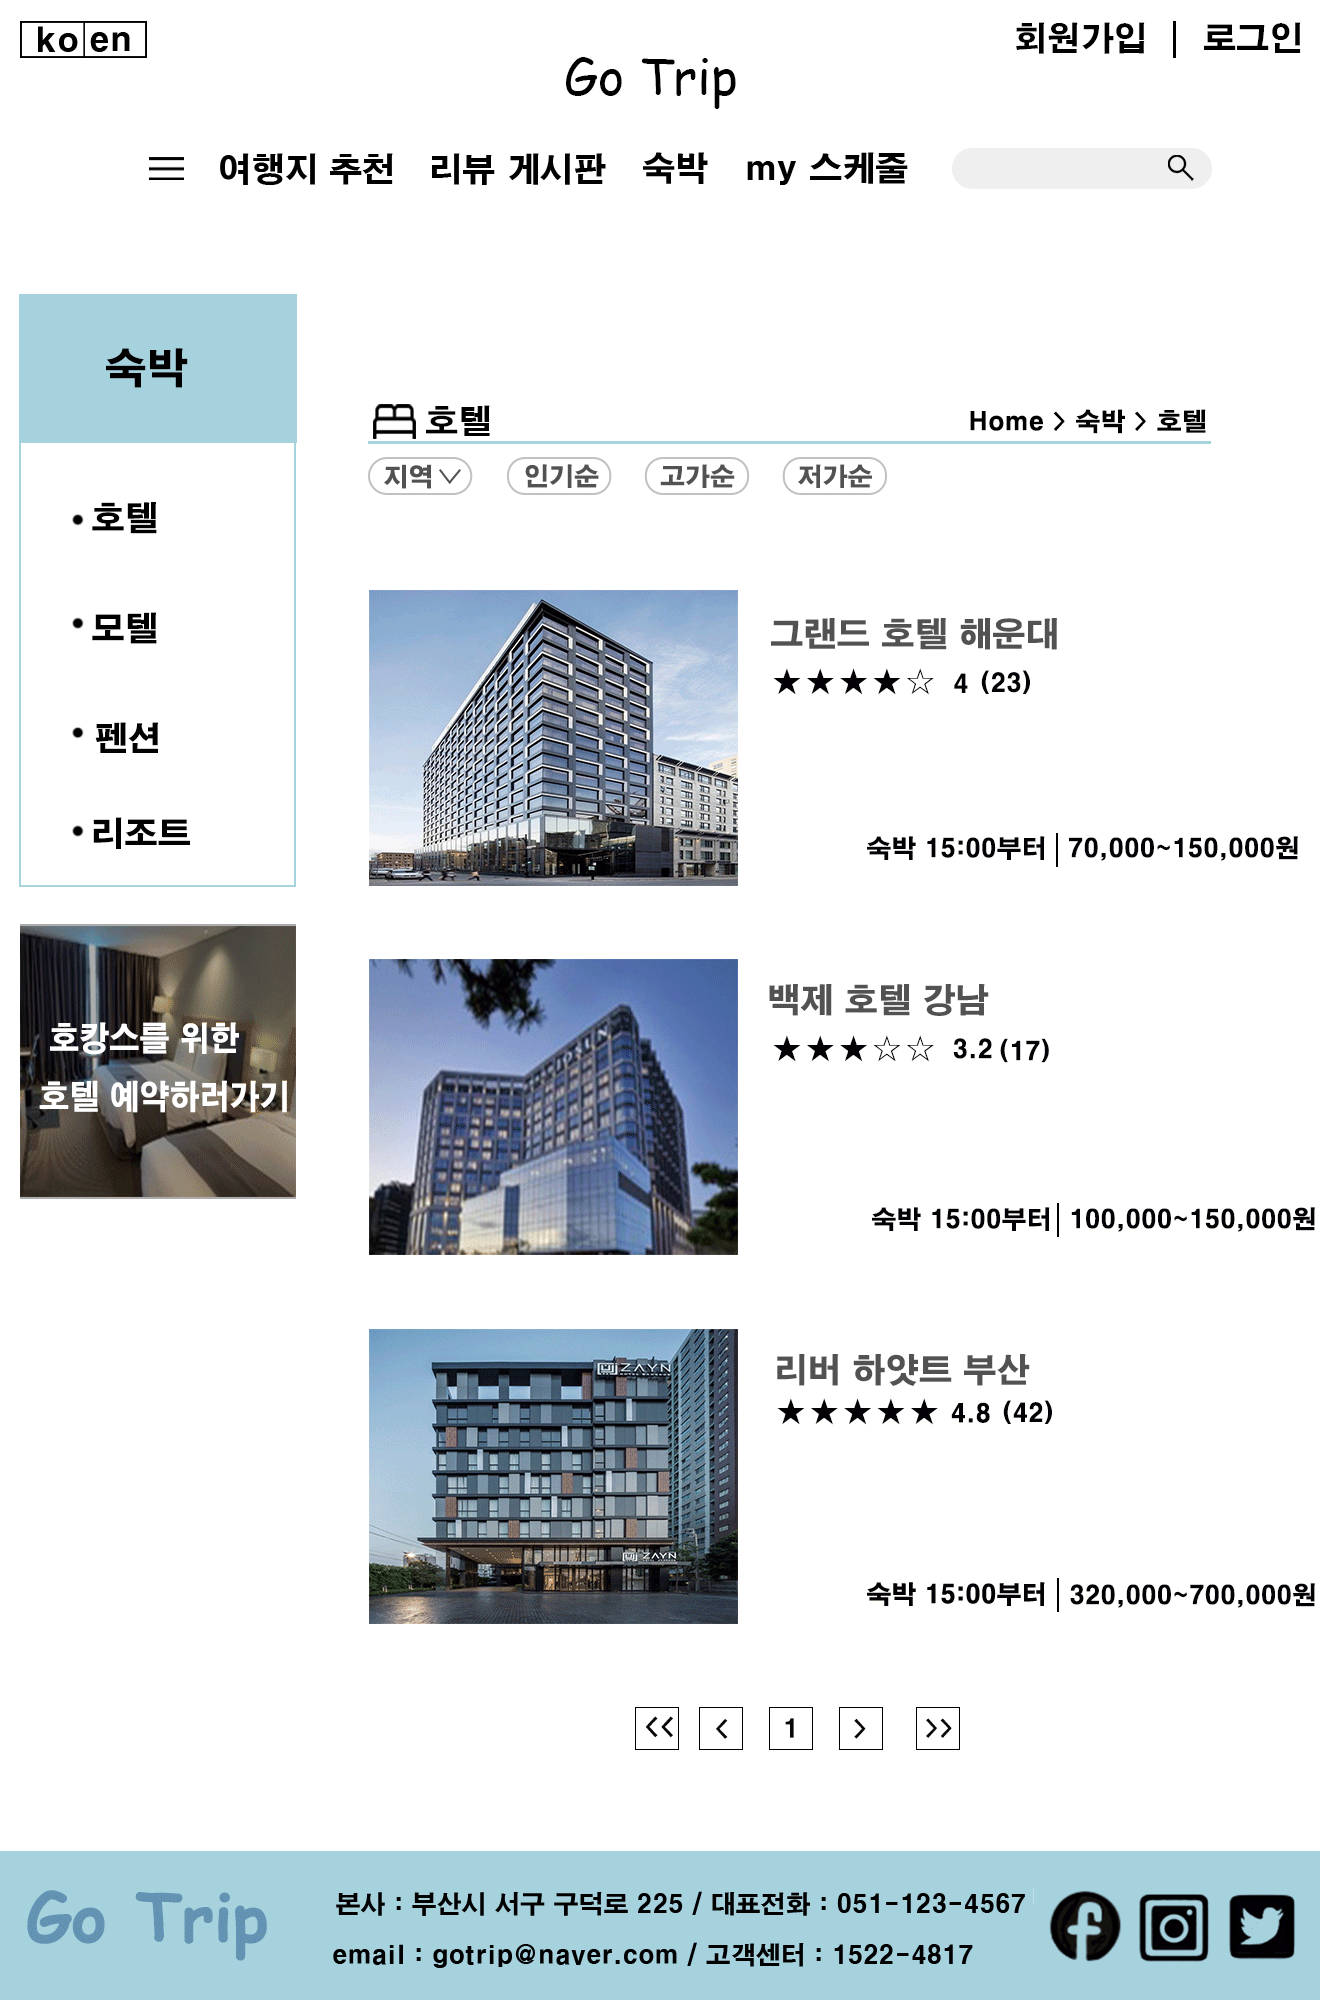 ko en
회원가입 | 로그인
Go Trip
여행지 추천 리뷰 게시판 숙박 my 스케줄
숙박
호텔
모텔
펜션
리조트
호캉스를 위한
호텔 예약하러가기
호텔
Home > 숙박 > 호텔
지역 인기순 고가순 저가순
그랜드 호텔 해운대
★★★★☆ 4 (23)
숙박 15:00부터 | 70,000~150,000원
백제 호텔 강남
★★★☆☆ 3.2 (17)
숙박 15:00부터 | 100,000~150,000원
ZAYN
ZAYN
리버 하얏트 부산
★★★★★ 4.8 (42)
숙박 15:00부터 | 320,000~700,000원
<< < 1 > >>
Go Trip
본사 : 부산시 서구 구덕로 225 / 대표전화 : 051-123-4567
email : gotrip@naver.com / 고객센터 : 1522-4817